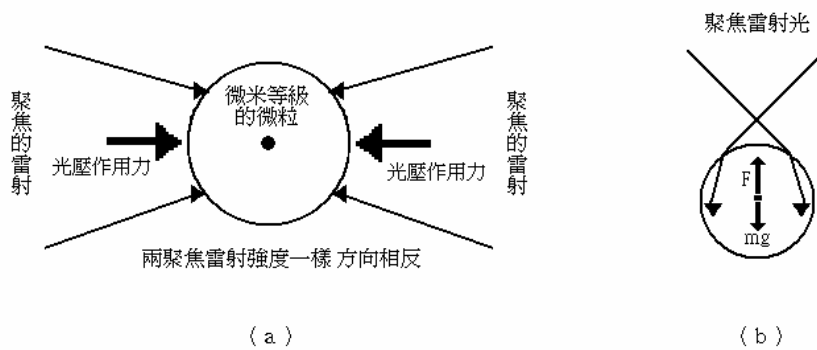 聚焦的雷射
微米等級
的微粒
光壓作用力
光壓作用力
聚焦的雷射
兩聚焦雷射強度一樣 方向相反
(a)
聚焦雷射光
F
mg
(b)